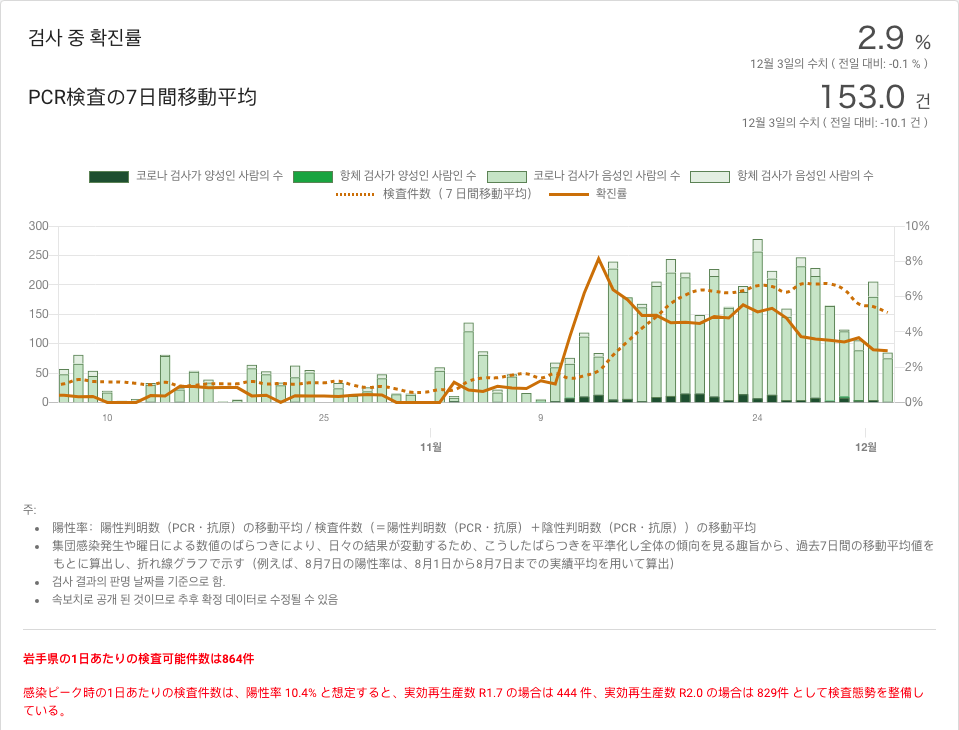 검사 중 확진률
2.9 %
12월 3일의 수치 ( 전일 대비: -0.1 % )
PCR検査の7日間移動平均
153.0 건
12월 3일의 수치 ( 전일 대비: -10.1 건 )
코로나 검사가 양성인 사람의 수 항체 검사가 양성인 사람인 수 코로나 검사가 음성인 사람의 수 항체 검사가 음성인 사람의 수
検査件数（７日間移動平均） 확진률
300 10%
250 8%
200 6%
150 4%
100 2%
50 0%
0
10 25 9 24
11월 12월
주:
陽性率：陽性判明数（PCR・抗原）の移動平均 / 検査件数（＝陽性判明数（PCR・抗原）＋陰性判明数（PCR・抗原））の移動平均
集団感染発生や曜日による数値のばらつきにより、日々の結果が変動するため、こうしたばらつきを平準化し全体の傾向を見る趣旨から、過去7日間の移動平均値を
もとに算出し、折れ線グラフで示す（例えば、8月7日の陽性率は、8月1日から8月7日までの実績平均を用いて算出）
검사 결과의 판명 날짜를 기준으로 함.
속보치로 공개 된 것이므로 추후 확정 데이터로 수정될 수 있음
岩手県の1日あたりの検査可能件数は864件
感染ピーク時の1日あたりの検査件数は、陽性率 10.4% と想定すると、実効再生産数 R1.7 の場合は 444 件、実効再生産数 R2.0 の場合は 829件 として検査態勢を整備し
ている。